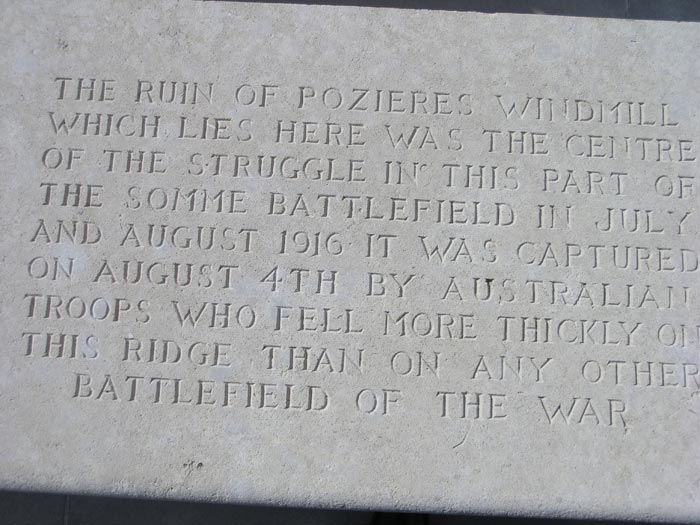 THE RUIN OF POZIERES WINDMILL
WHICH LIES HERE WAS THE CENTRE
OF THE STRUGGLE IN THIS PART OF
THE SOMME BATTLEFIELD IN JULY
AND AUGUST 1916 IT WAS CAPTURED
ON AUGUST 4TH BY AUSTRALIAN
TROOPS WHO FELL MORE THICKLY ON
THIS RIDGE THAN ON ANY OTHER
BATTLEFIELD OF THE WAR